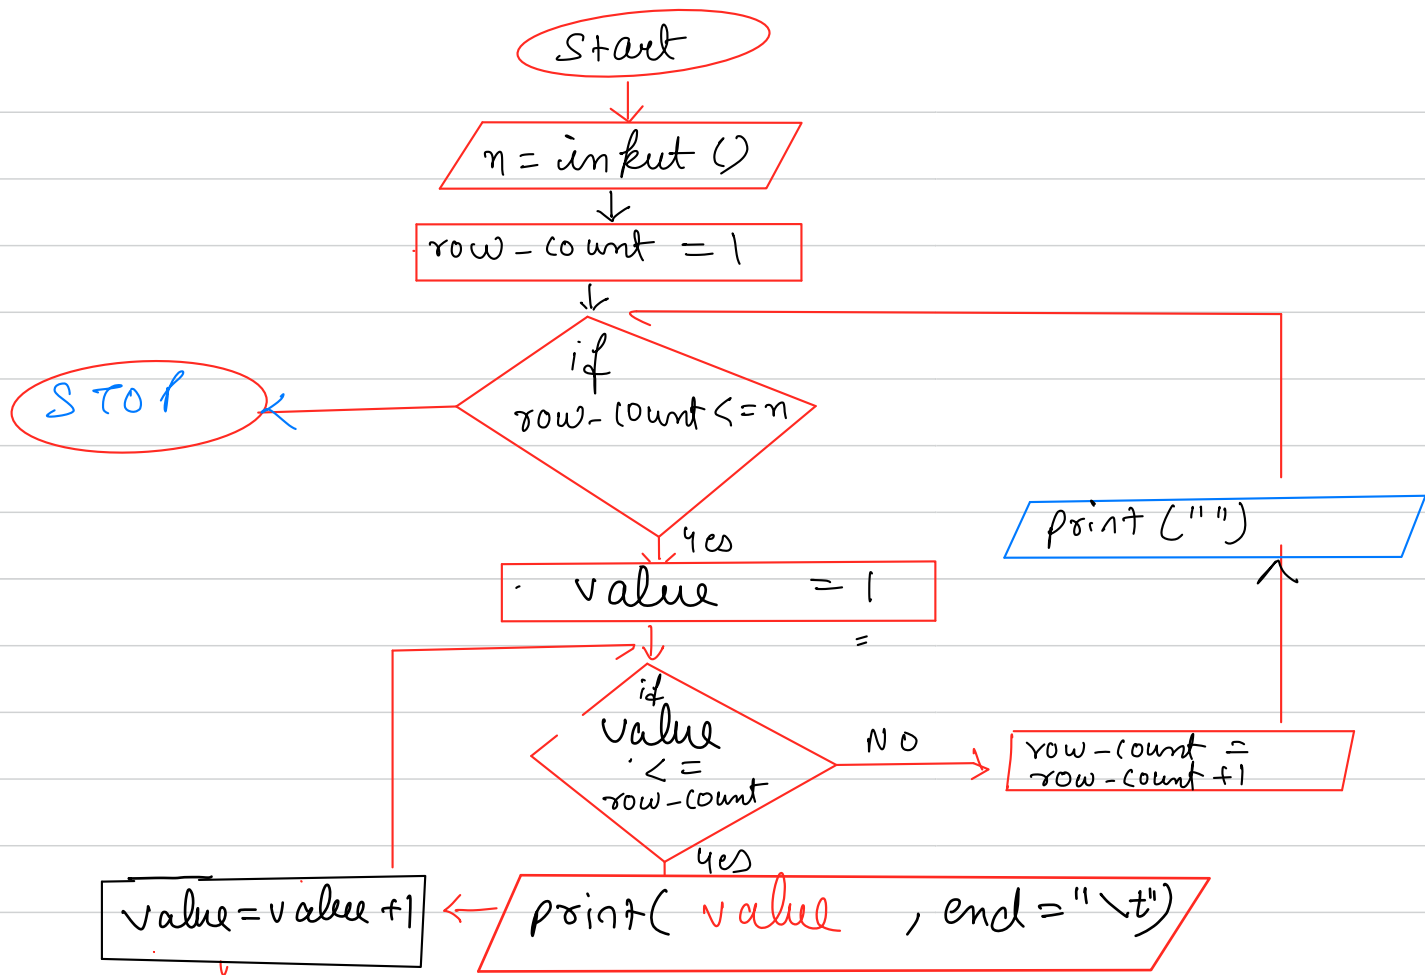 Start
n = input ()
row-count = 1
if
row-count <= n
STOP
yes
print ("")
value = 1
=
if
value
<=
row-count
NO
row-count =
row-count +1
yes
value = value +1
print( value , end = "\t")